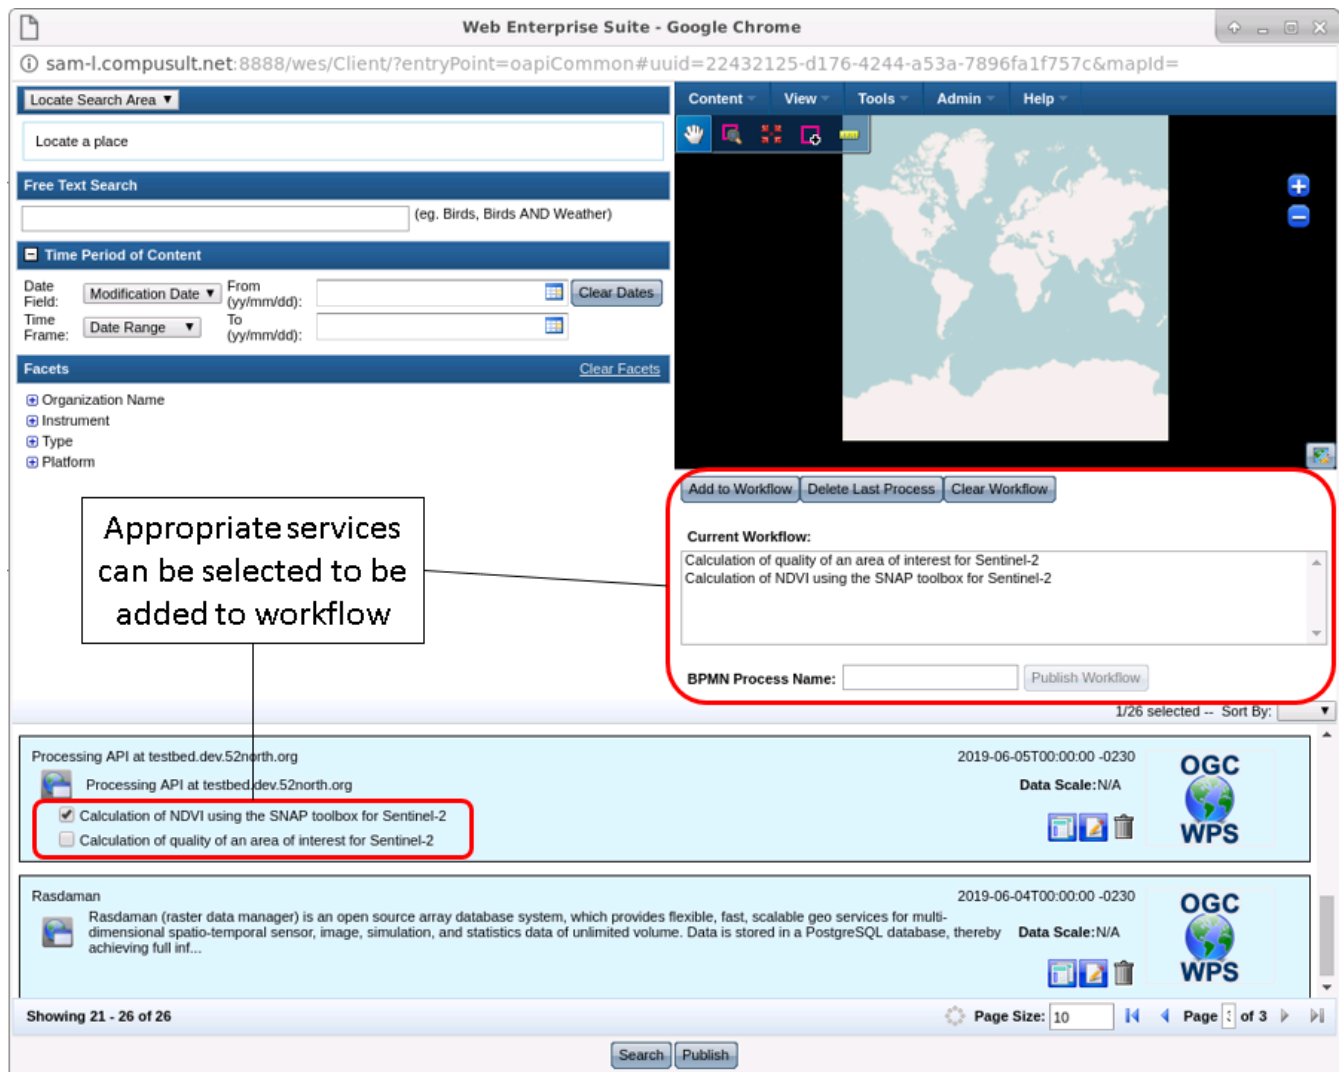 Web Enterprise Suite - Google Chrome
sam-l.compusult.net:8888/wes/Client/?entryPoint=oapiCommon#uuid=22432125-d176-4244-a53a-7896fa1f757c&mapId=
Locate Search Area
Content View Tools Admin Help
Locate a place
Free Text Search
(eg. Birds, Birds AND Weather)
Time Period of Content
Date Field: Modification Date From (yy/mm/dd): Clear Dates
Time Frame: Date Range To (yy/mm/dd):
Facets Clear Facets
Organization Name
Instrument
Type
Platform
Add to Workflow Delete Last Process Clear Workflow
Current Workflow:
Calculation of quality of an area of interest for Sentinel-2
Calculation of NDVI using the SNAP toolbox for Sentinel-2
BPMN Process Name: Publish Workflow
Appropriate services
can be selected to be
added to workflow
1/26 selected -- Sort By:
Processing API at testbed.dev.52north.org 2019-06-05T00:00:00 -0230
Processing API at testbed.dev.52north.org Data Scale:N/A
Calculation of NDVI using the SNAP toolbox for Sentinel-2
Calculation of quality of an area of interest for Sentinel-2
OGC
WPS
Rasdaman 2019-06-04T00:00:00 -0230
Rasdaman (raster data manager) is an open source array database system, which provides flexible, fast, scalable geo services for multi-
dimensional spatio-temporal sensor, image, simulation, and statistics data of unlimited volume. Data is stored in a PostgreSQL database, thereby Data Scale:N/A
achieving full inf...
OGC
WPS
Showing 21 - 26 of 26 Page Size: 10 Page of 3
Search Publish